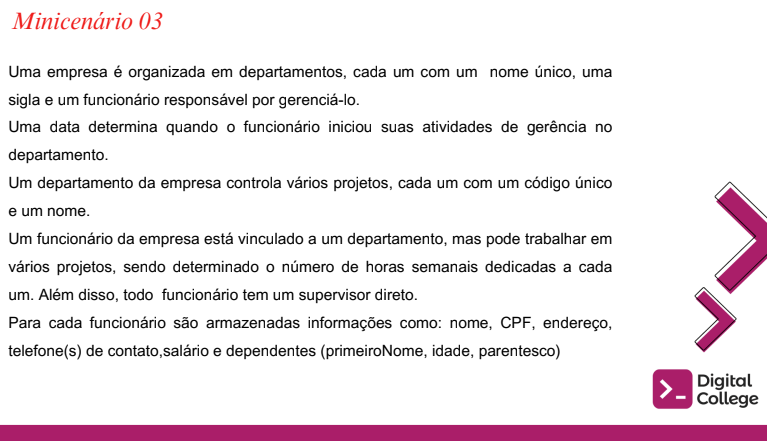 Minicenário 03
Uma empresa é organizada em departamentos, cada um com um nome único, uma
sigla e um funcionário responsável por gerenciá-lo.
Uma data determina quando o funcionário iniciou suas atividades de gerência no
departamento.
Um departamento da empresa controla vários projetos, cada um com um código único
e um nome.
Um funcionário da empresa está vinculado a um departamento, mas pode trabalhar em
vários projetos, sendo determinado o número de horas semanais dedicadas a cada
um. Além disso, todo funcionário tem um supervisor direto.
Para cada funcionário são armazenadas informações como: nome, CPF, endereço,
telefone(s) de contato,salário e dependentes (primeiroNome, idade, parentesco)
Digital
College